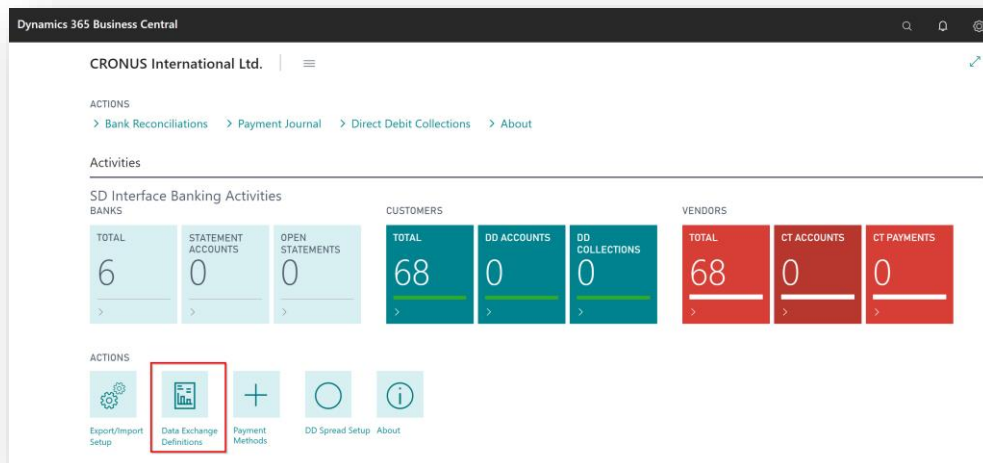 Dynamics 365 Business Central
CRONUS International Ltd.
ACTIONS
> Bank Reconciliations > Payment Journal > Direct Debit Collections > About
Activities
SD Interface Banking Activities
BANKS CUSTOMERS VENDORS
TOTAL STATEMENT OPEN TOTAL DD ACCOUNTS DD TOTAL CT ACCOUNTS CT PAYMENTS
ACCOUNTS STATEMENTS COLLECTIONS
6 0 0 68 0 0 68 0 0
ACTIONS
Export/Import Data Exchange Payment DD Spread Setup About
Setup Definitions Methods